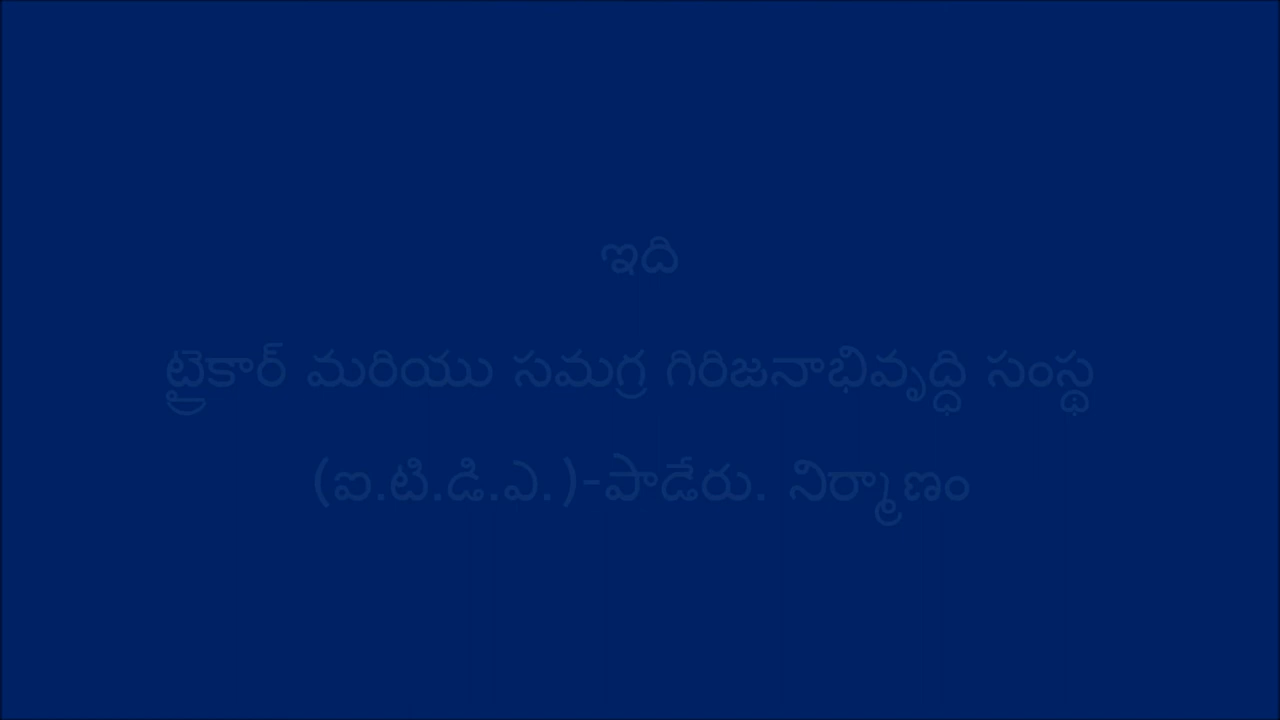 ఇది
ట్రైకార్ మరియు సమగ్ర గిరిజనాభివృద్ధి సంస్థ
(ఐ.టి.డి.ఎ.)-పాడేరు. నిర్మాణం